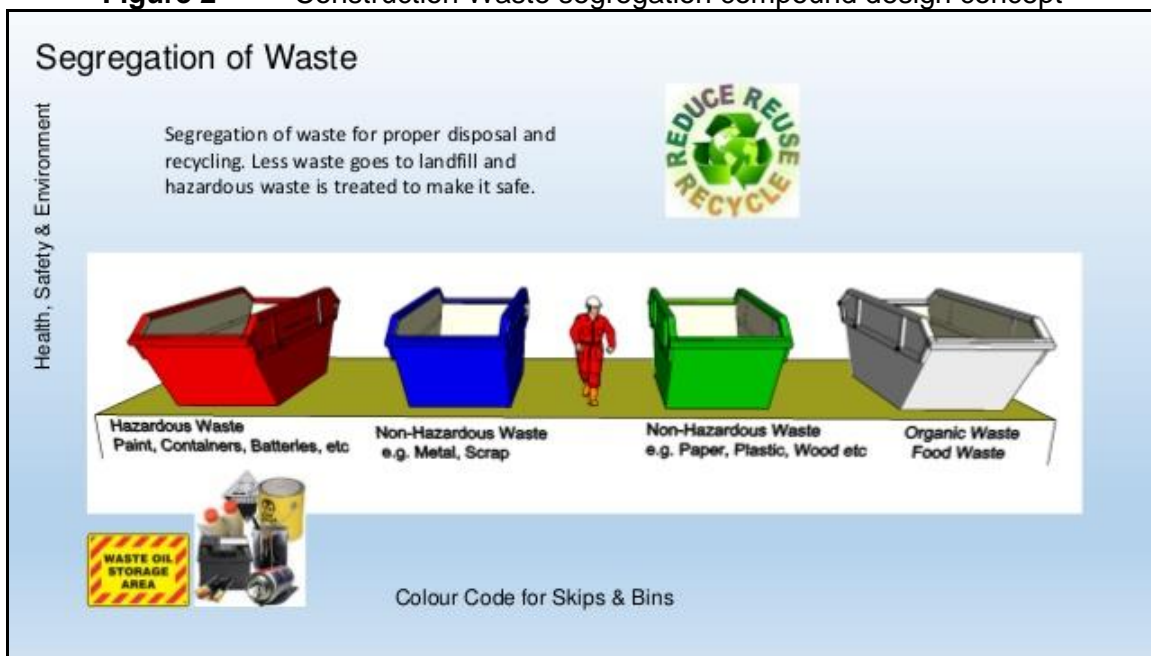 Figure 2 Construction Waste segregation compound design concept
Segregation of Waste
Health, Safety & Environment
Segregation of waste for proper disposal and
recycling. Less waste goes to landfill and
hazardous waste is treated to make it safe.
REDUCE REUSE
RECYCLE
Hazardous Waste
Paint, Containers, Batteries, etc
Non-Hazardous Waste
e.g. Metal, Scrap
Non-Hazardous Waste
e.g. Paper, Plastic, Wood etc
Organic Waste
Food Waste
WASTE OIL
STORAGE
AREA
Colour Code for Skips & Bins